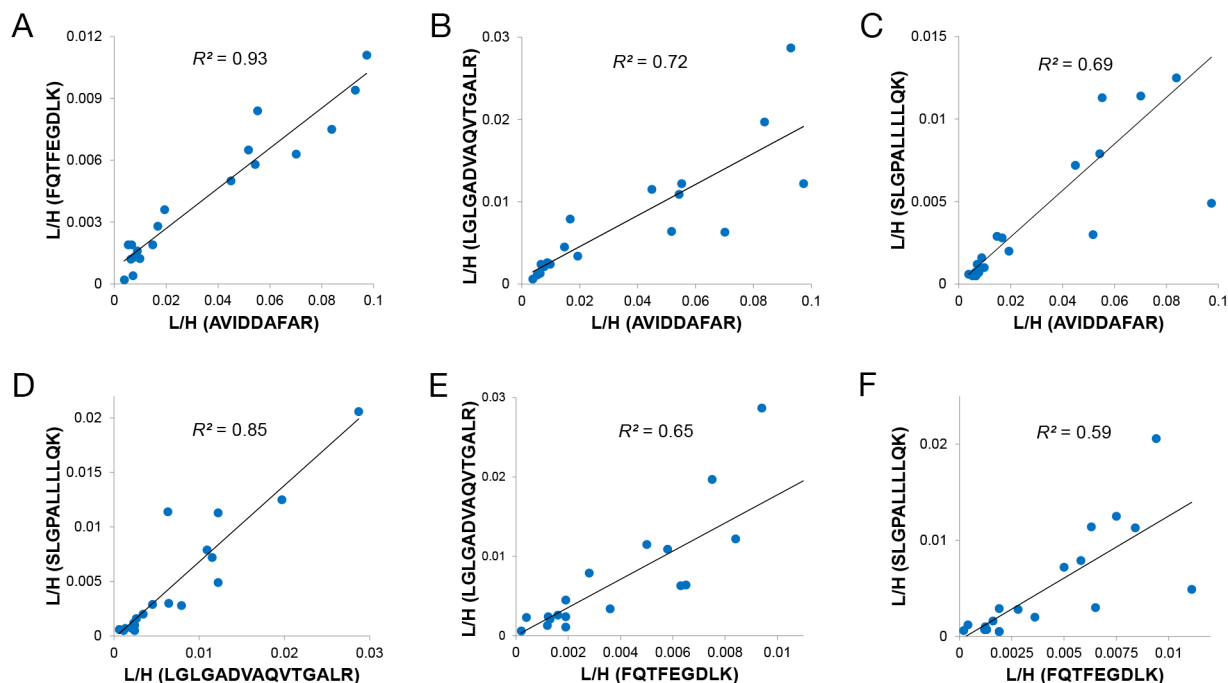 A
L/H (FQTFEGDLK)
R² = 0.93
0.012
0.009
0.006
0.003
0
0 0.02 0.04 0.06 0.08 0.1
L/H (AVIDDAFAR)
B
L/H (LGLGADVAQVTGALR)
R² = 0.72
0.03
0.02
0.01
0
0 0.02 0.04 0.06 0.08 0.1
L/H (AVIDDAFAR)
C
L/H (SLGPALLLLQK)
R² = 0.69
0.015
0.01
0.005
0
0 0.02 0.04 0.06 0.08 0.1
L/H (AVIDDAFAR)
D
L/H (SLGPALLLLQK)
R² = 0.85
0.02
0.015
0.01
0.005
0
0 0.01 0.02 0.03
L/H (LGLGADVAQVTGALR)
E
L/H (LGLGADVAQVTGALR)
R² = 0.65
0.03
0.02
0.01
0
0 0.002 0.004 0.006 0.008 0.01
L/H (FQTFEGDLK)
F
L/H (SLGPALLLLQK)
R² = 0.59
0.02
0.01
0
0 0.0025 0.005 0.0075 0.01
L/H (FQTFEGDLK)